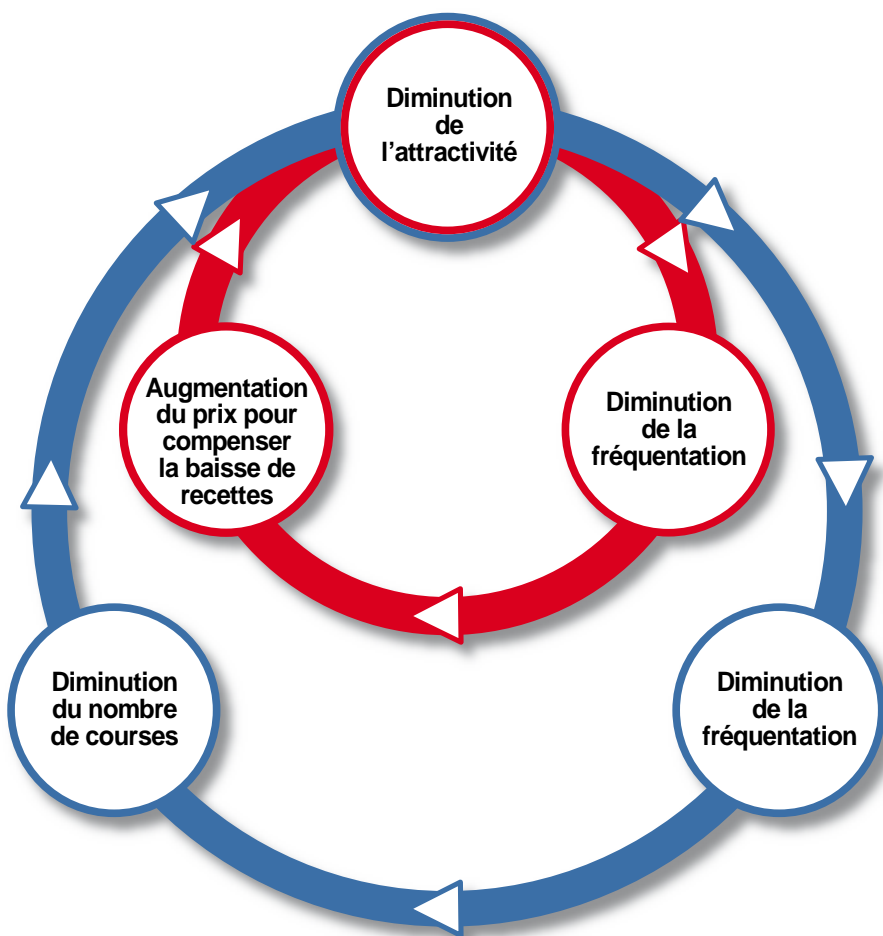 Diminution
de
l'attractivité
Augmentation
du prix pour
compenser
la baisse de
recettes
Diminution
de la
fréquentation
Diminution
du nombre
de courses
Diminution
de la
fréquentation